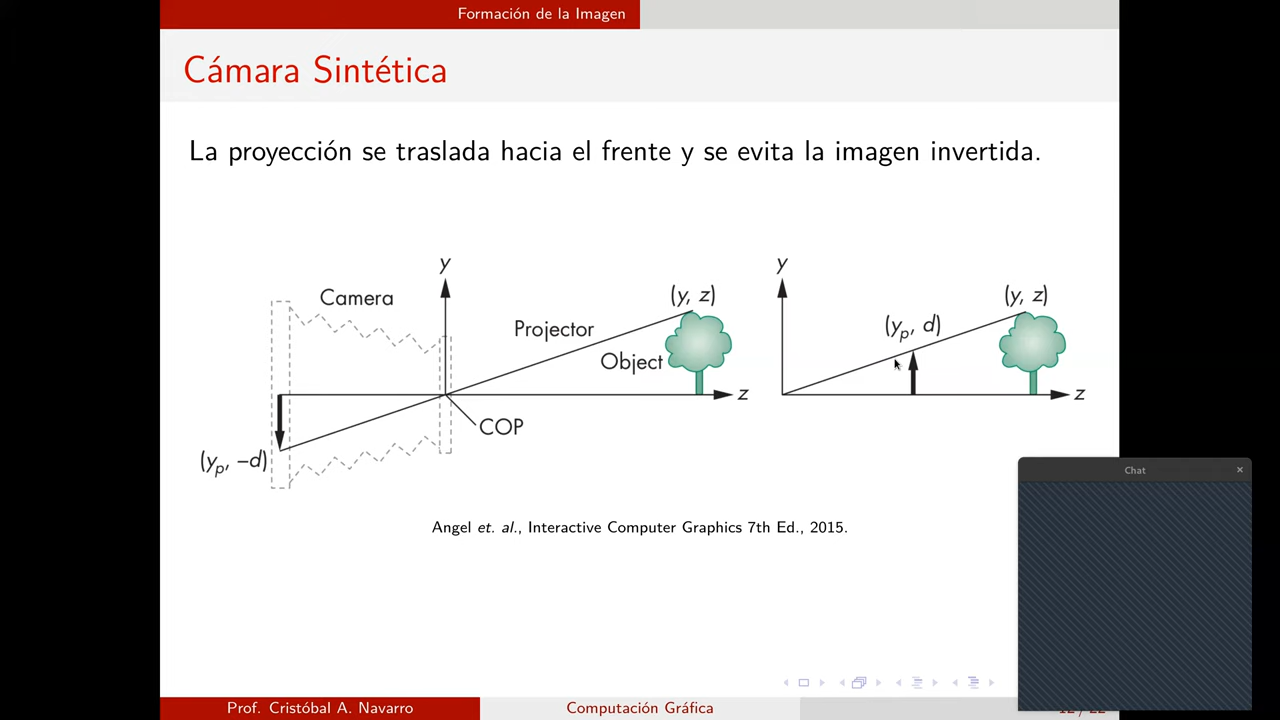 Formación de la Imagen
Cámara Sintética
La proyección se traslada hacia el frente y se evita la imagen invertida.
y
Camera
(y, z)
Projector
Object
z
COP
(yp, −d)
y
(y, z)
(yp, d)
z
Angel et. al., Interactive Computer Graphics 7th Ed., 2015.
Chat
Prof. Cristóbal A. Navarro
Computación Gráfica